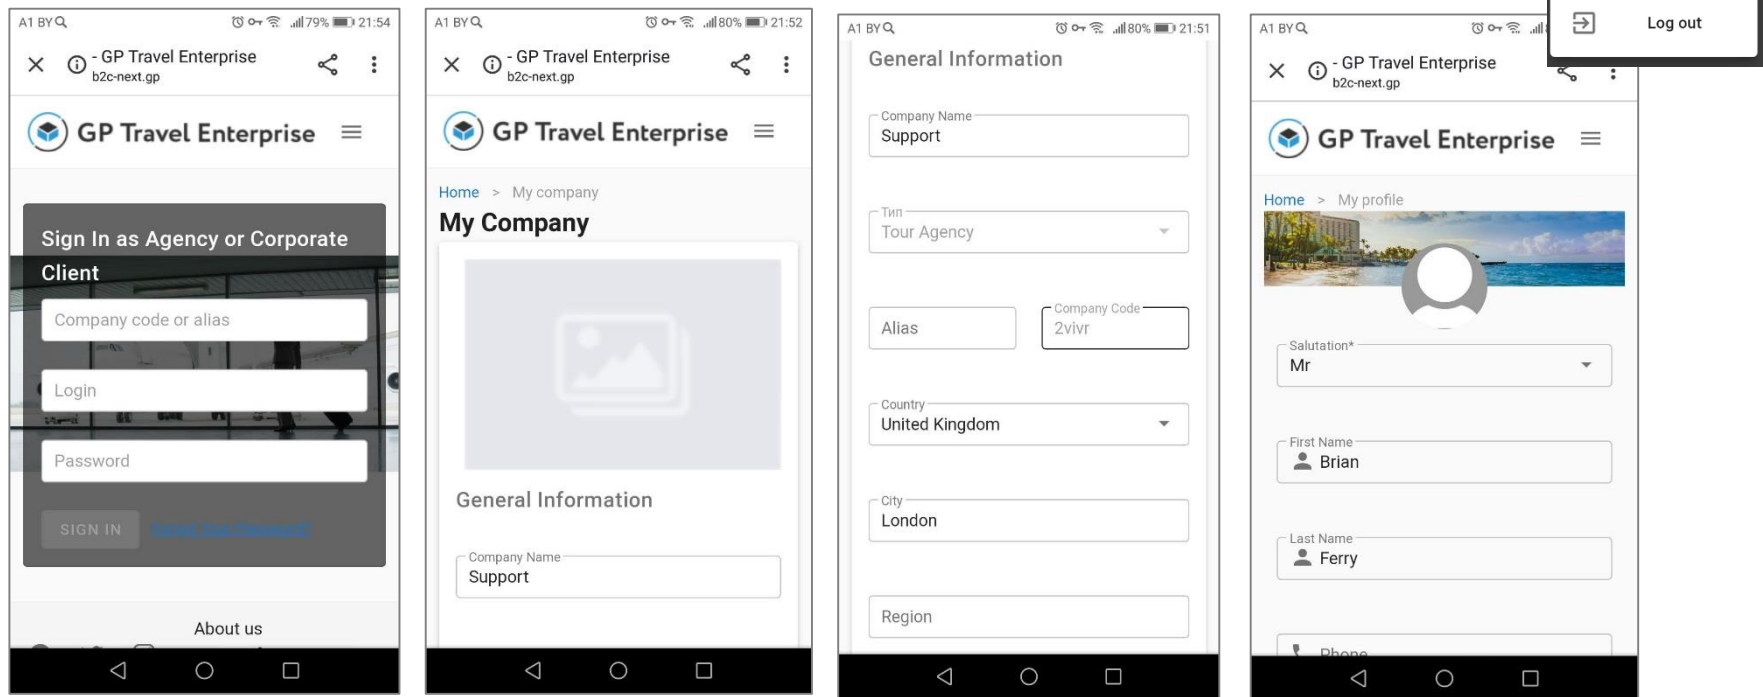 A1 BY
79%
21:54
- GP Travel Enterprise
b2c-next.gp
GP Travel Enterprise
Sign In as Agency or Corporate
Client
Company code or alias
Login
Password
SIGN IN
Forgot Your Password?
About us
A1 BY
80%
21:52
- GP Travel Enterprise
b2c-next.gp
GP Travel Enterprise
Home > My company
My Company
General Information
Company Name
Support
A1 BY
80%
21:51
General Information
Company Name
Support
Тип
Tour Agency
Alias
Company Code
2vivr
Country
United Kingdom
City
London
Region
A1 BY
- GP Travel Enterprise
b2c-next.gp
GP Travel Enterprise
Home > My profile
Salutation*
Mr
First Name
Brian
Last Name
Ferry
Phone
Log out